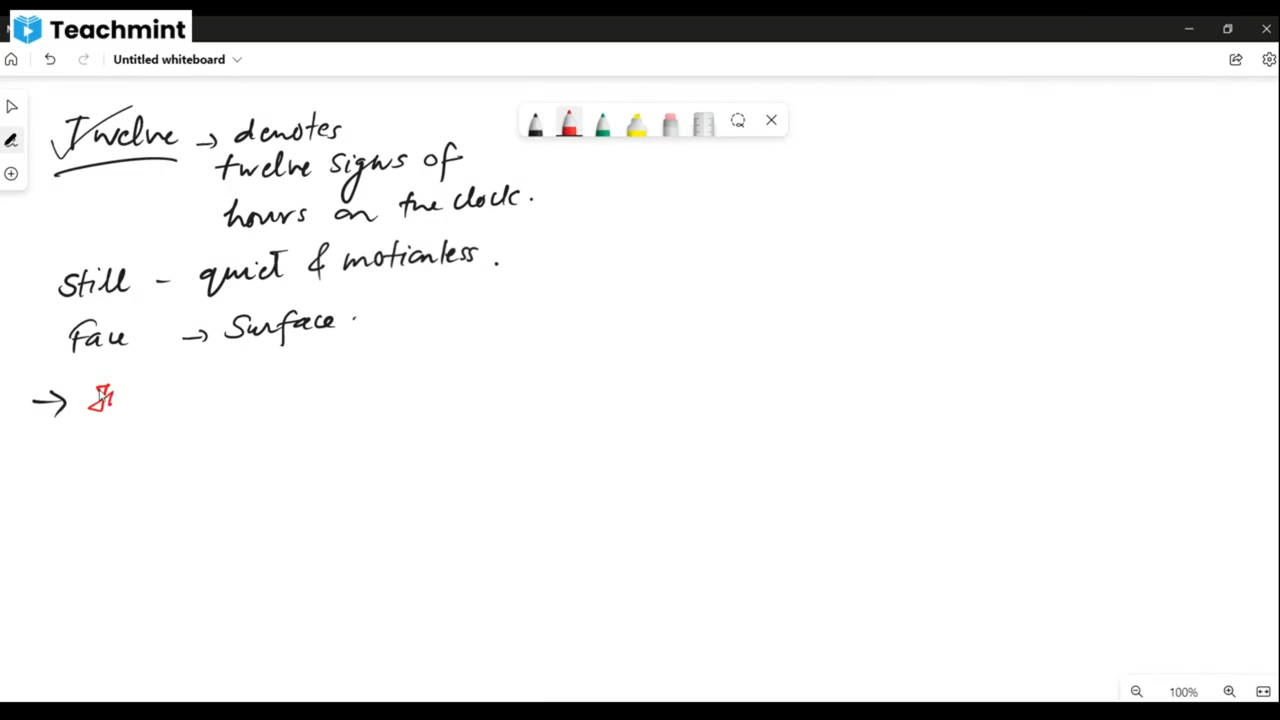 Teachmint
Untitled whiteboard
Twelve → denotes
twelve signs of
hours on the clock.
Still - quiet & motionless.
Face → Surface.
→
100%